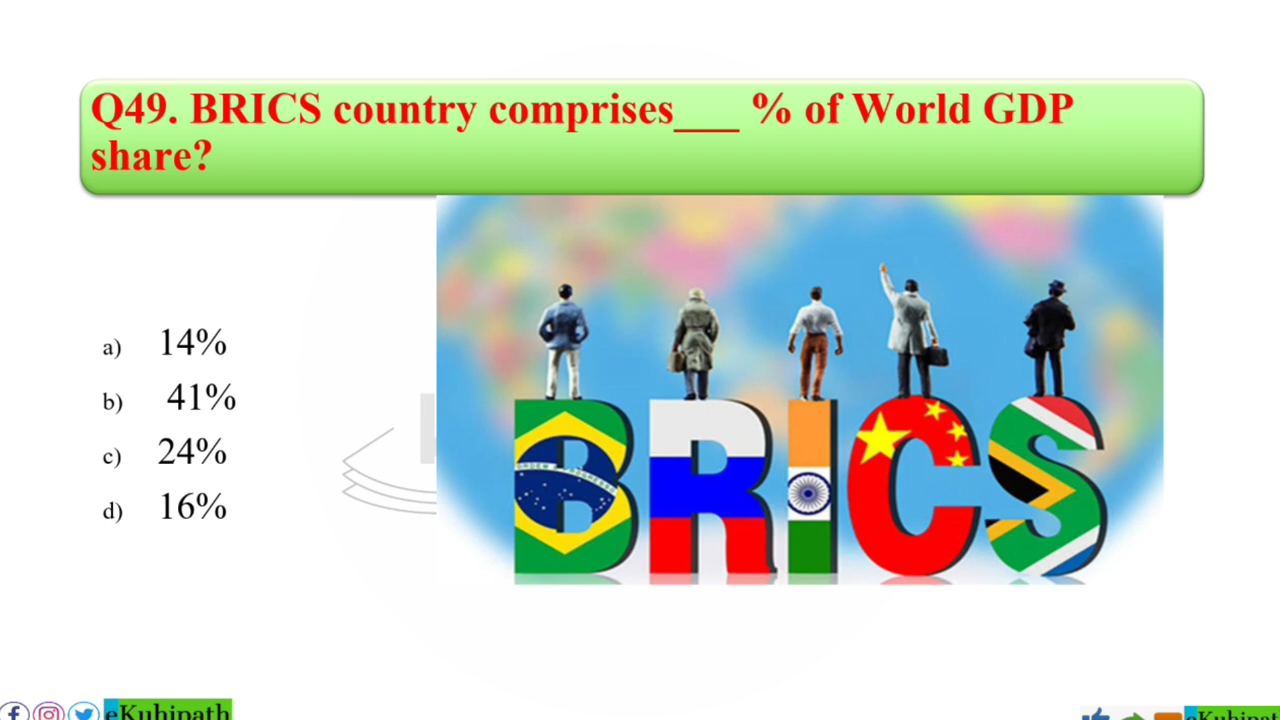 Q49. BRICS country comprises___ % of World GDP
share?
a) 14%
b) 41%
c) 24%
d) 16%
BRICS
eKuhipath